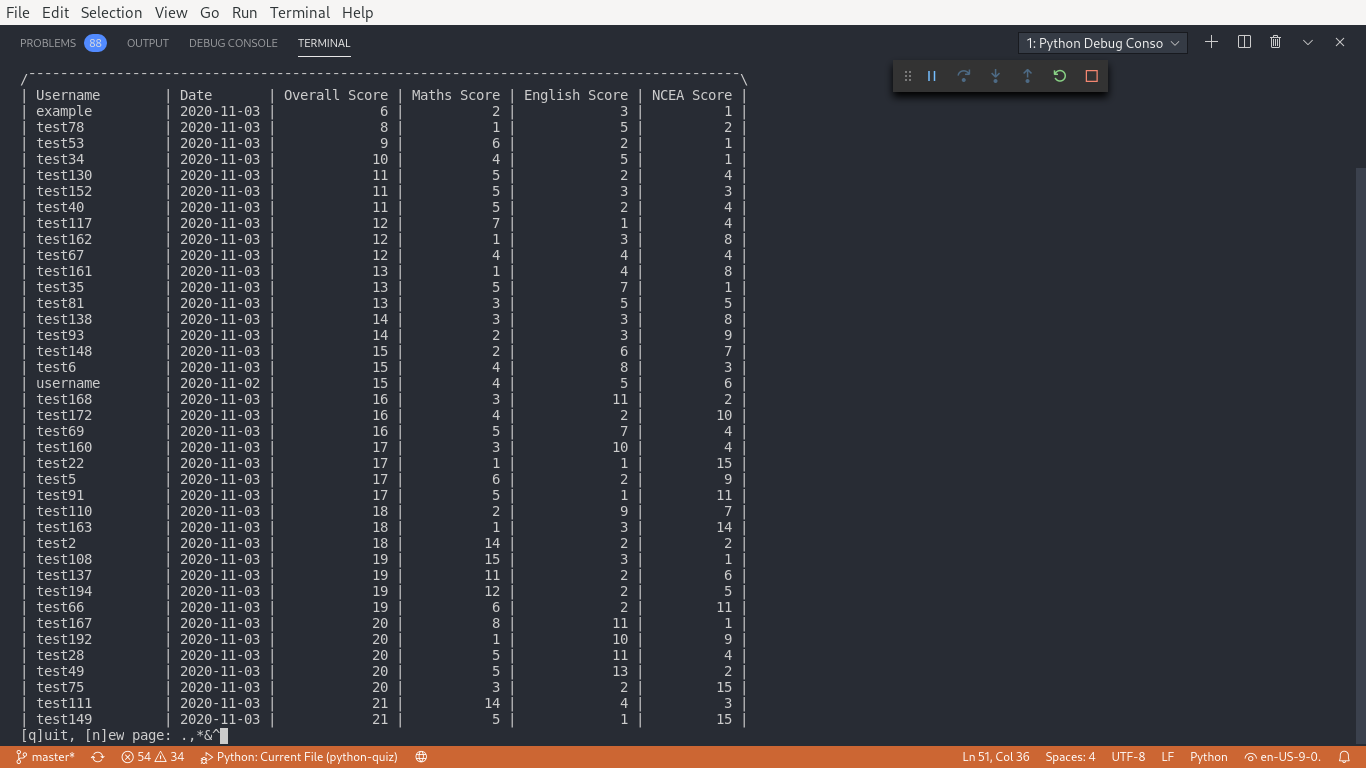 File Edit Selection View Go Run Terminal Help
PROBLEMS 88 OUTPUT DEBUG CONSOLE TERMINAL 1: Python Debug Conso
/-----------------------------------------------------------------------------------------\
| Username        | Date       | Overall Score | Maths Score | English Score | NCEA Score |
| example         | 2020-11-03 |             6 |           2 |             3 |          1 |
| test78          | 2020-11-03 |             8 |           1 |             5 |          2 |
| test53          | 2020-11-03 |             9 |           6 |             2 |          1 |
| test34          | 2020-11-03 |            10 |           4 |             5 |          1 |
| test130         | 2020-11-03 |            11 |           5 |             2 |          4 |
| test152         | 2020-11-03 |            11 |           5 |             3 |          3 |
| test40          | 2020-11-03 |            11 |           5 |             2 |          4 |
| test117         | 2020-11-03 |            12 |           7 |             1 |          4 |
| test162         | 2020-11-03 |            12 |           1 |             3 |          8 |
| test67          | 2020-11-03 |            12 |           4 |             4 |          4 |
| test161         | 2020-11-03 |            13 |           1 |             4 |          8 |
| test35          | 2020-11-03 |            13 |           5 |             7 |          1 |
| test81          | 2020-11-03 |            13 |           3 |             5 |          5 |
| test138         | 2020-11-03 |            14 |           3 |             3 |          8 |
| test93          | 2020-11-03 |            14 |           2 |             3 |          9 |
| test148         | 2020-11-03 |            15 |           2 |             6 |          7 |
| test6           | 2020-11-03 |            15 |           4 |             8 |          3 |
| username        | 2020-11-02 |            15 |           4 |             5 |          6 |
| test168         | 2020-11-03 |            16 |           3 |            11 |          2 |
| test172         | 2020-11-03 |            16 |           4 |             2 |         10 |
| test69          | 2020-11-03 |            16 |           5 |             7 |          4 |
| test160         | 2020-11-03 |            17 |           3 |            10 |          4 |
| test22          | 2020-11-03 |            17 |           1 |             1 |         15 |
| test5           | 2020-11-03 |            17 |           6 |             2 |          9 |
| test91          | 2020-11-03 |            17 |           5 |             1 |         11 |
| test110         | 2020-11-03 |            18 |           2 |             9 |          7 |
| test163         | 2020-11-03 |            18 |           1 |             3 |         14 |
| test2           | 2020-11-03 |            18 |          14 |             2 |          2 |
| test108         | 2020-11-03 |            19 |          15 |             3 |          1 |
| test137         | 2020-11-03 |            19 |          11 |             2 |          6 |
| test194         | 2020-11-03 |            19 |          12 |             2 |          5 |
| test66          | 2020-11-03 |            19 |           6 |             2 |         11 |
| test167         | 2020-11-03 |            20 |           8 |            11 |          1 |
| test192         | 2020-11-03 |            20 |           1 |            10 |          9 |
| test28          | 2020-11-03 |            20 |           5 |            11 |          4 |
| test49          | 2020-11-03 |            20 |           5 |            13 |          2 |
| test75          | 2020-11-03 |            20 |           3 |             2 |         15 |
| test111         | 2020-11-03 |            21 |          14 |             4 |          3 |
| test149         | 2020-11-03 |            21 |           5 |             1 |         15 |
[q]uit, [n]ew page: .,*&^
master* 54 34 Python: Current File (python-quiz) Ln 51, Col 36 Spaces: 4 UTF-8 LF Python en-US-9-0.